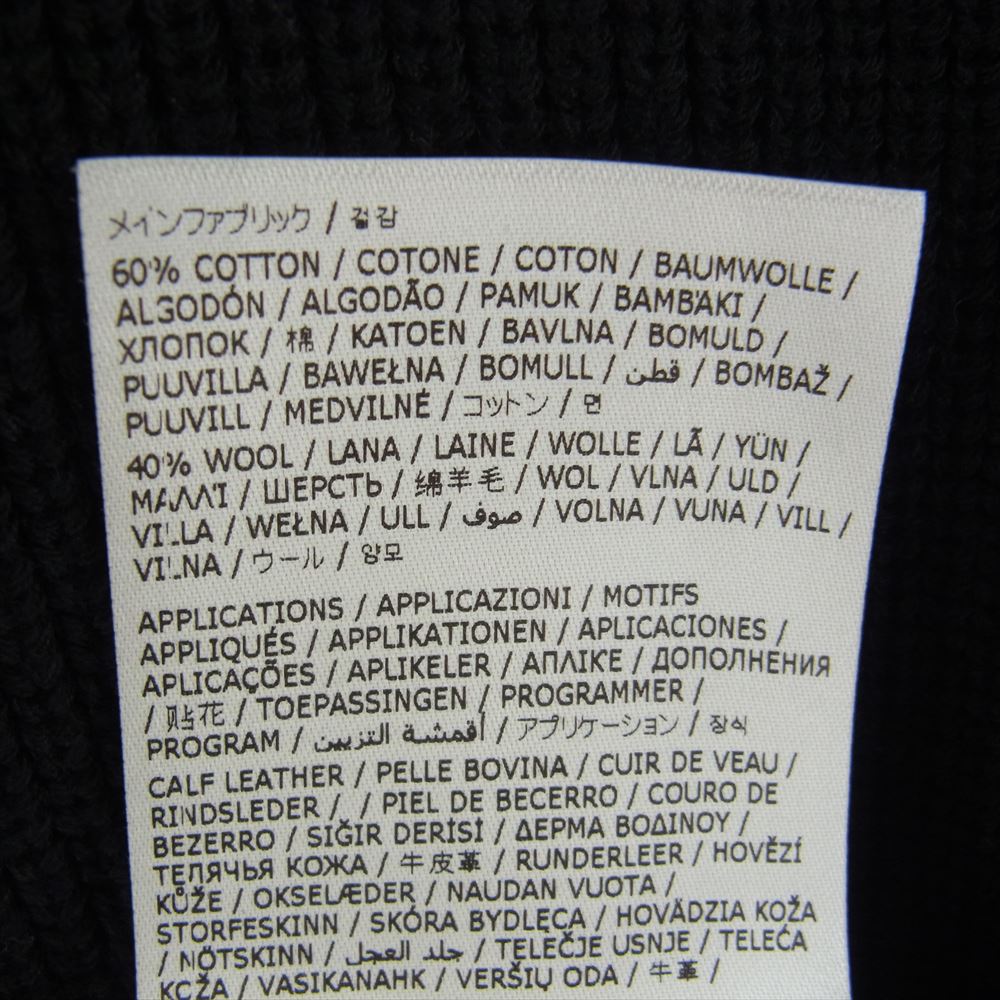 メインファブリック / 겉감
60% COTTON / COTONE / COTON / BAUMWOLLE /
ALGODÓN / ALGODÃO / PAMUK / BAMBAKI /
ХЛОПОК / 棉 / KATOEN / BAVLNA / BOMULD /
PUUVILLA / BAWEŁNA / BOMULL / قطن / BOMBAŽ /
PUUVILL / MEDVILNĖ / コットン / 면
40% WOOL / LANA / LAINE / WOLLE / LÃ / YÜN /
ΜΑΛΛΊ / ШЕРСТЬ / 绵羊毛 / WOL / VLNA / ULD /
VILLA / WEŁNA / ULL / صوف / VOLNA / VUNA / VILL /
VILNA / ウール / 양모
APPLICATIONS / APPLICAZIONI / MOTIFS
APPLIQUÉS / APPLIKATIONEN / APLICACIONES /
APLICAÇÕES / APLIKELER / ΑΠΛΙΚΈ / ДОПОЛНЕНИЯ
/ 贴花 / TOEPASSINGEN / PROGRAMMER /
PROGRAM / أقمشة التزيين / アプリケーション / 장식
CALF LEATHER / PELLE BOVINA / CUIR DE VEAU /
RINDSLEDER / / PIEL DE BECERRO / COURO DE
BEZERRO / SIĞIR DERİSİ / ΔΕΡΜΑ ΒΟΔΙΝΟΥ /
ТЕЛЯЧЬЯ КОЖА / 牛皮革 / RUNDERLEER / HOVĚZÍ
KŮŽE / OKSELÆDER / NAUDAN VUOTA /
STORFESKINN / SKÓRA BYDLĘCA / HOVÄDZIA KOŽA
/ NÖTSKINN / جلد العجل / TELEČJE USNJE / TELEĆA
KOŽA / VASIKANAHK / VERŠIŲ ODA / 牛革 /